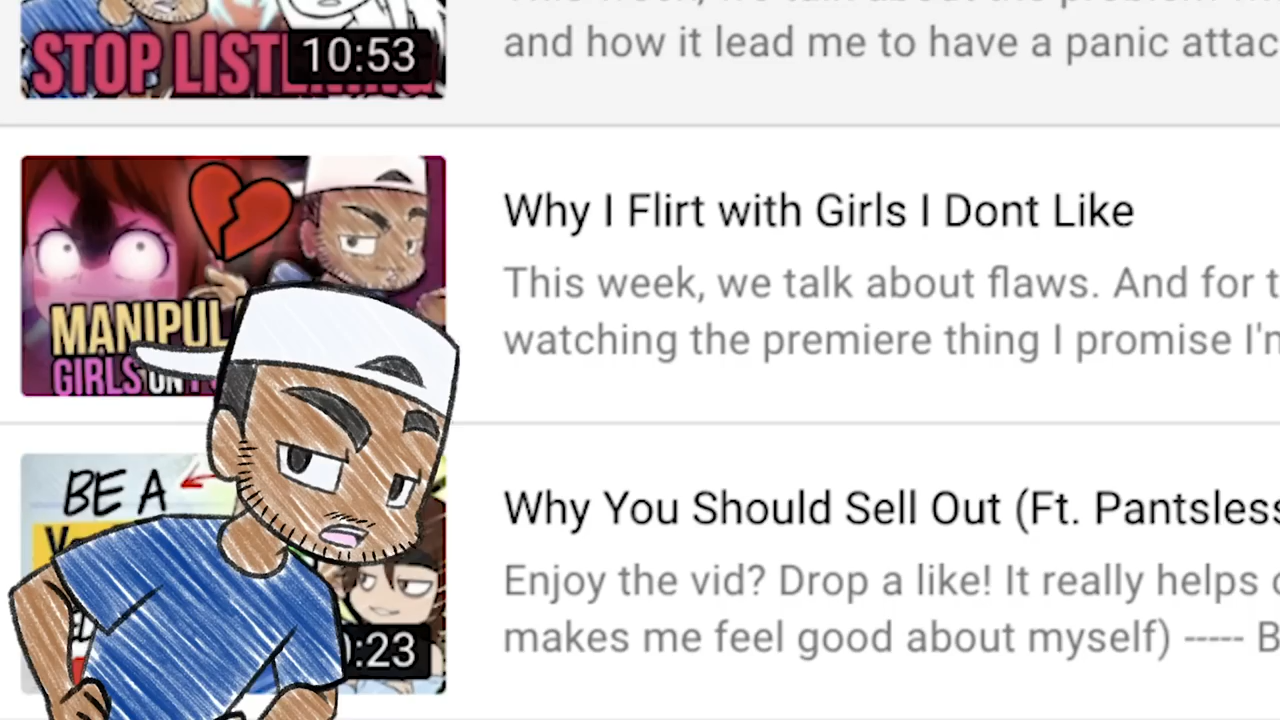 and how it lead me to have a panic attac
STOP LIST
10:53
Why I Flirt with Girls I Dont Like
This week, we talk about flaws. And for t
watching the premiere thing I promise I'm
MANIPUL
GIRLS ON
BE A
Why You Should Sell Out (Ft. Pantsless
Enjoy the vid? Drop a like! It really helps
makes me feel good about myself) ----- B
:23